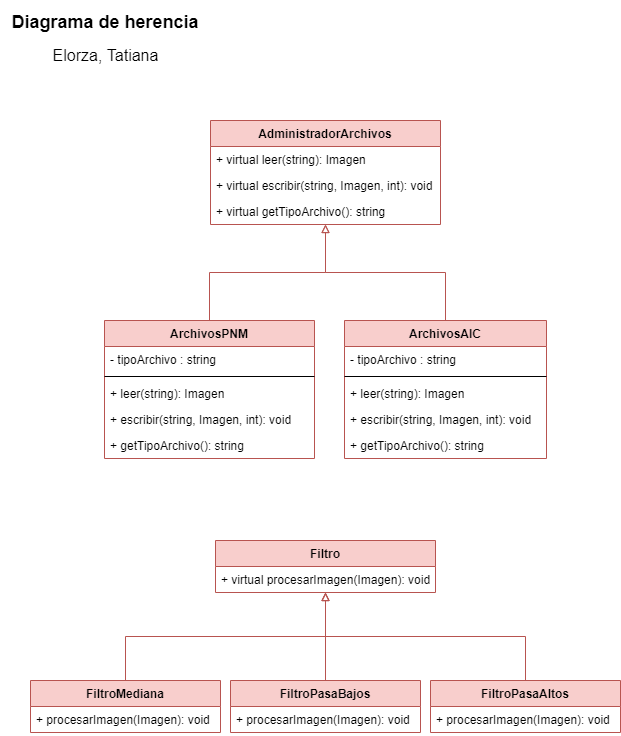 Diagrama de herencia
Elorza, Tatiana
AdministradorArchivos
+ virtual leer(string): Imagen
+ virtual escribir(string, Imagen, int): void
+ virtual getTipoArchivo(): string
ArchivosPNM
- tipoArchivo : string
+ leer(string): Imagen
+ escribir(string, Imagen, int): void
+ getTipoArchivo(): string
ArchivosAIC
- tipoArchivo : string
+ leer(string): Imagen
+ escribir(string, Imagen, int): void
+ getTipoArchivo(): string
Filtro
+ virtual procesarImagen(Imagen): void
FiltroMediana
+ procesarImagen(Imagen): void
FiltroPasaBajos
+ procesarImagen(Imagen): void
FiltroPasaAltos
+ procesarImagen(Imagen): void